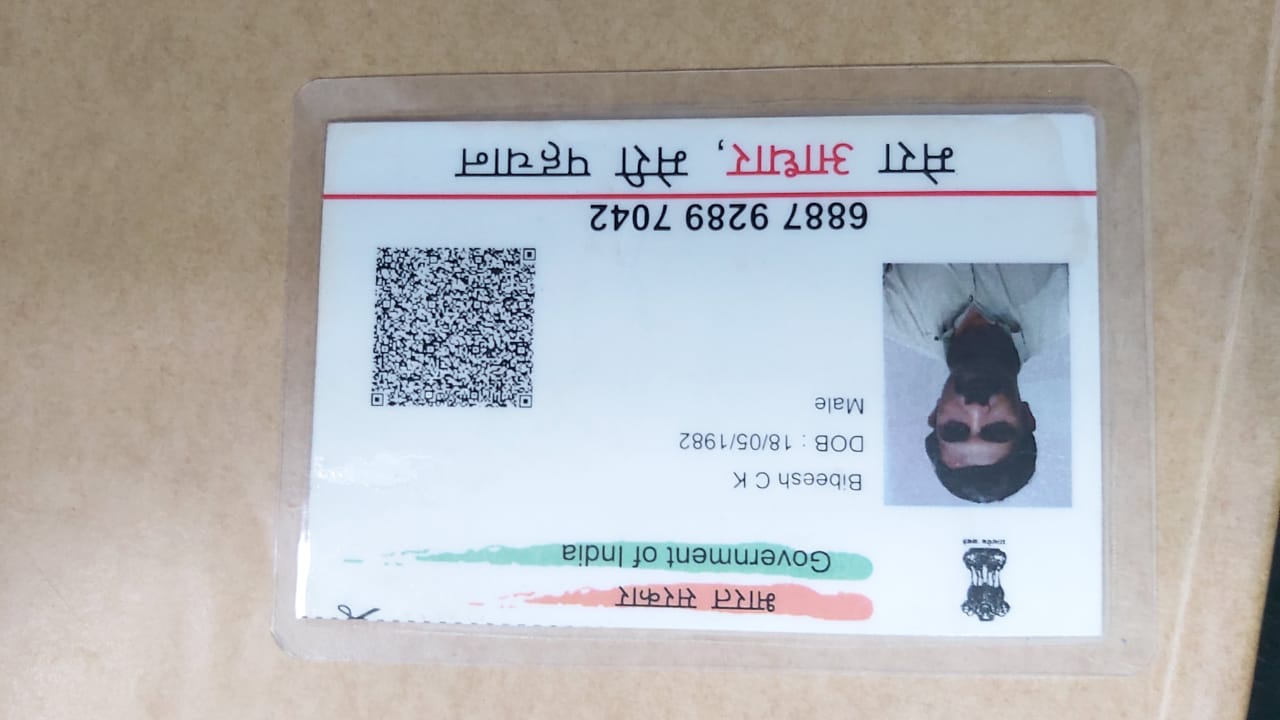 भारत सरकार
Government of India
सत्यमेव जयते
Bibeesh C K
DOB : 18/05/1982
Male
6887 9289 7042
मेरा आधार, मेरी पहचान